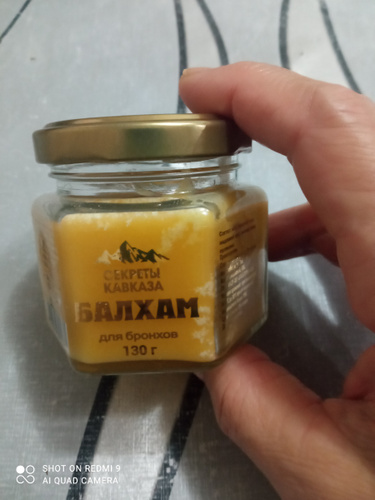 СЕКРЕТЫ
КАВКАЗА
БАЛХАМ
для бронхов
130 г
SHOT ON REDMI 9
AI QUAD CAMERA